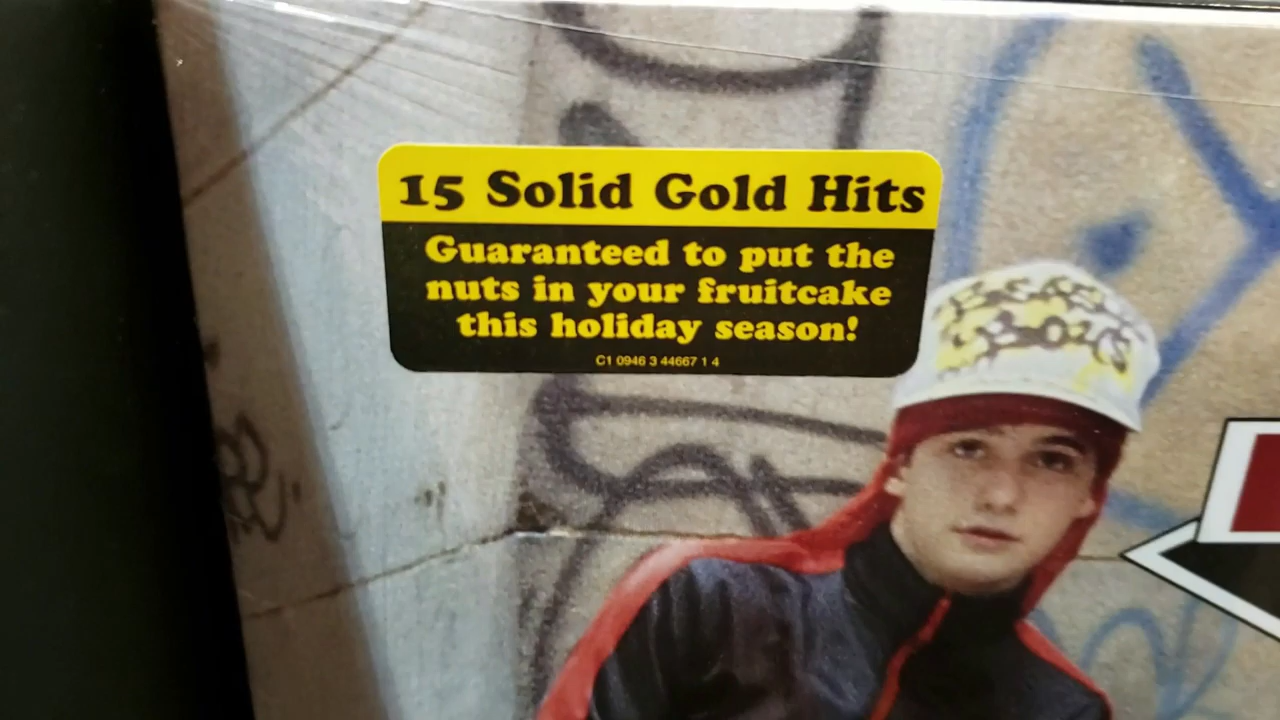 15 Solid Gold Hits
Guaranteed to put the
nuts in your fruitcake
this holiday season!
C1 0946 3 44667 1 4